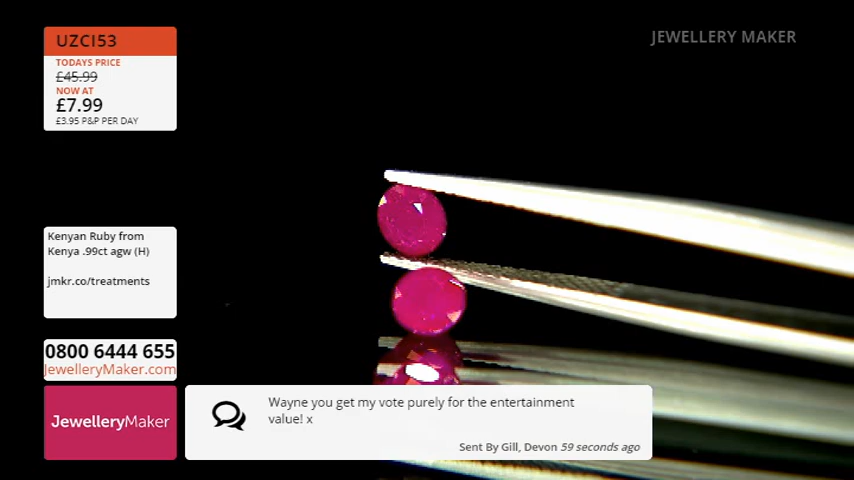 UZCI53
TODAYS PRICE
£45.99
NOW AT
£7.99
£3.95 P&P PER DAY
JEWELLERY MAKER
Kenyan Ruby from
Kenya .99ct agw (H)
jmkr.co/treatments
0800 6444 655
JewelleryMaker.com
JewelleryMaker
Wayne you get my vote purely for the entertainment
value! x
Sent By Gill, Devon 59 seconds ago